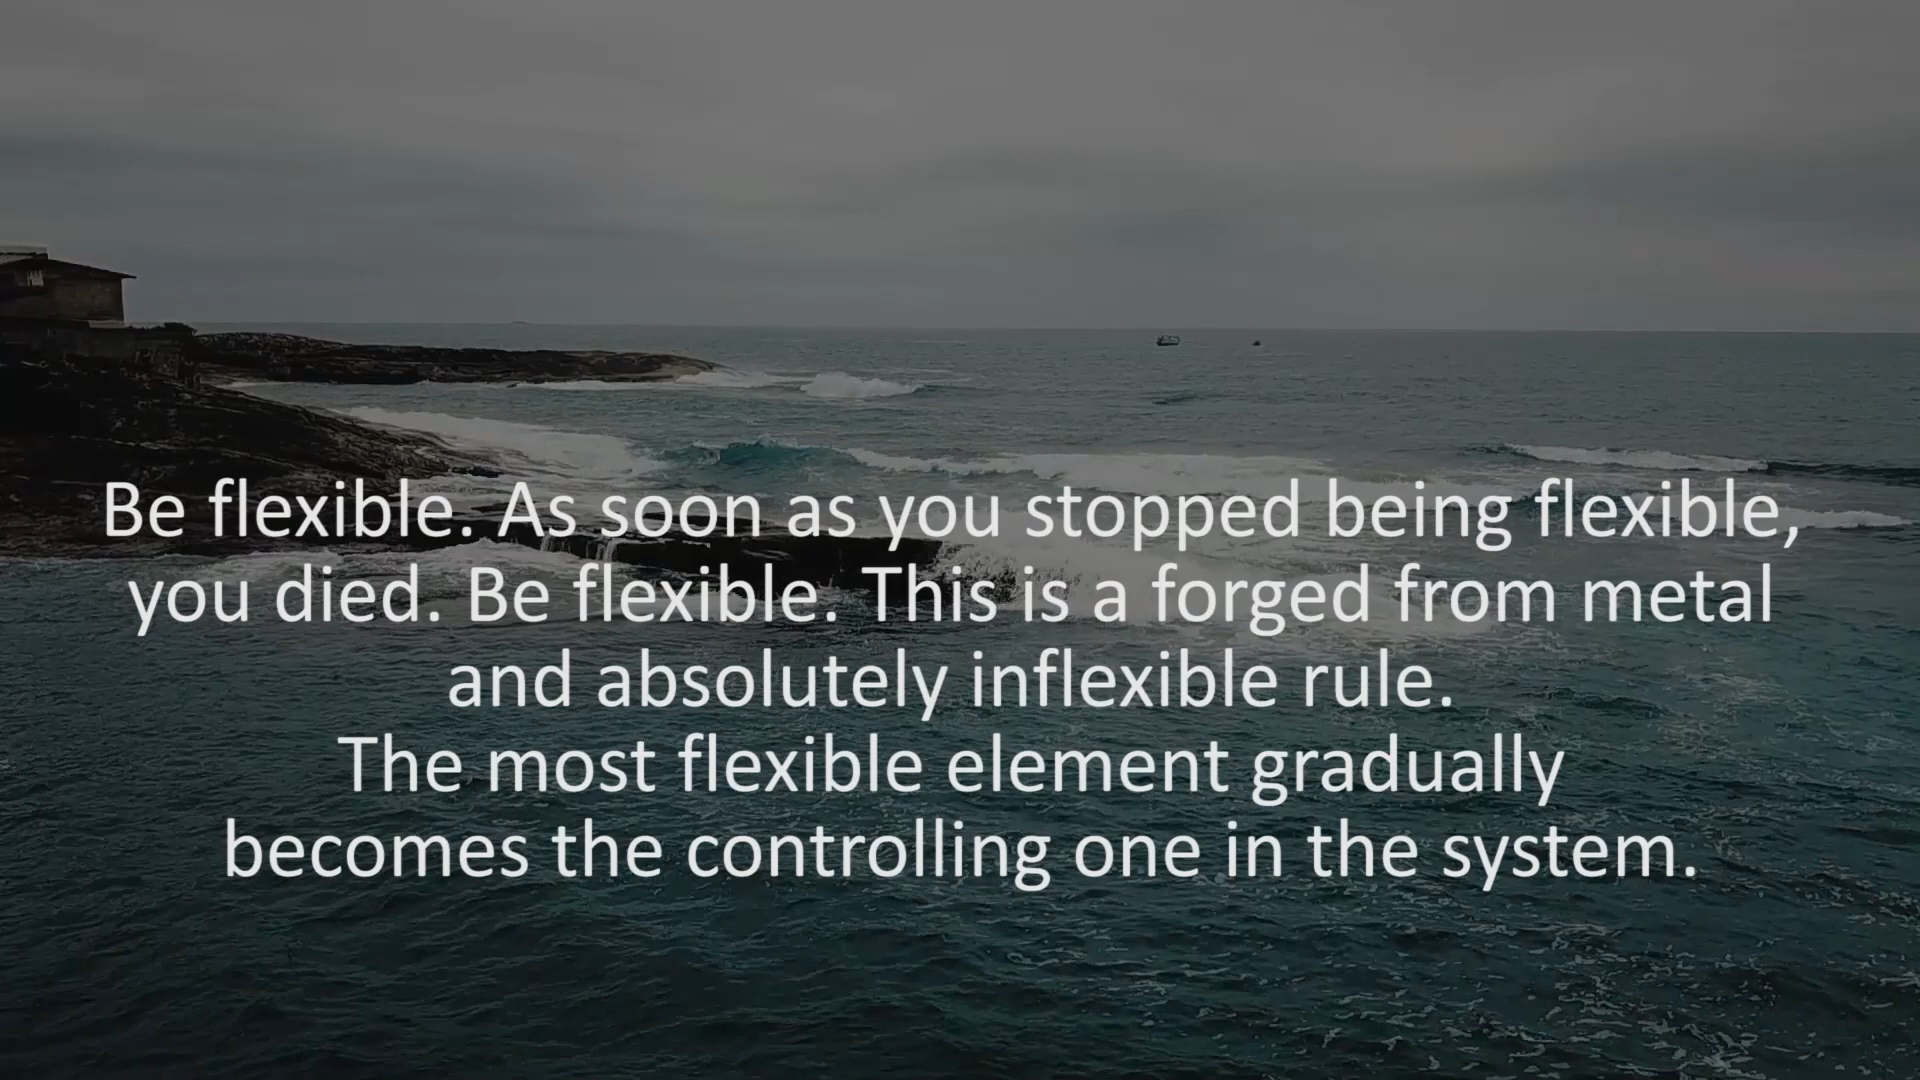 Be flexible. As soon as you stopped being flexible,
you died. Be flexible. This is a forged from metal
and absolutely inflexible rule.
The most flexible element gradually
becomes the controlling one in the system.